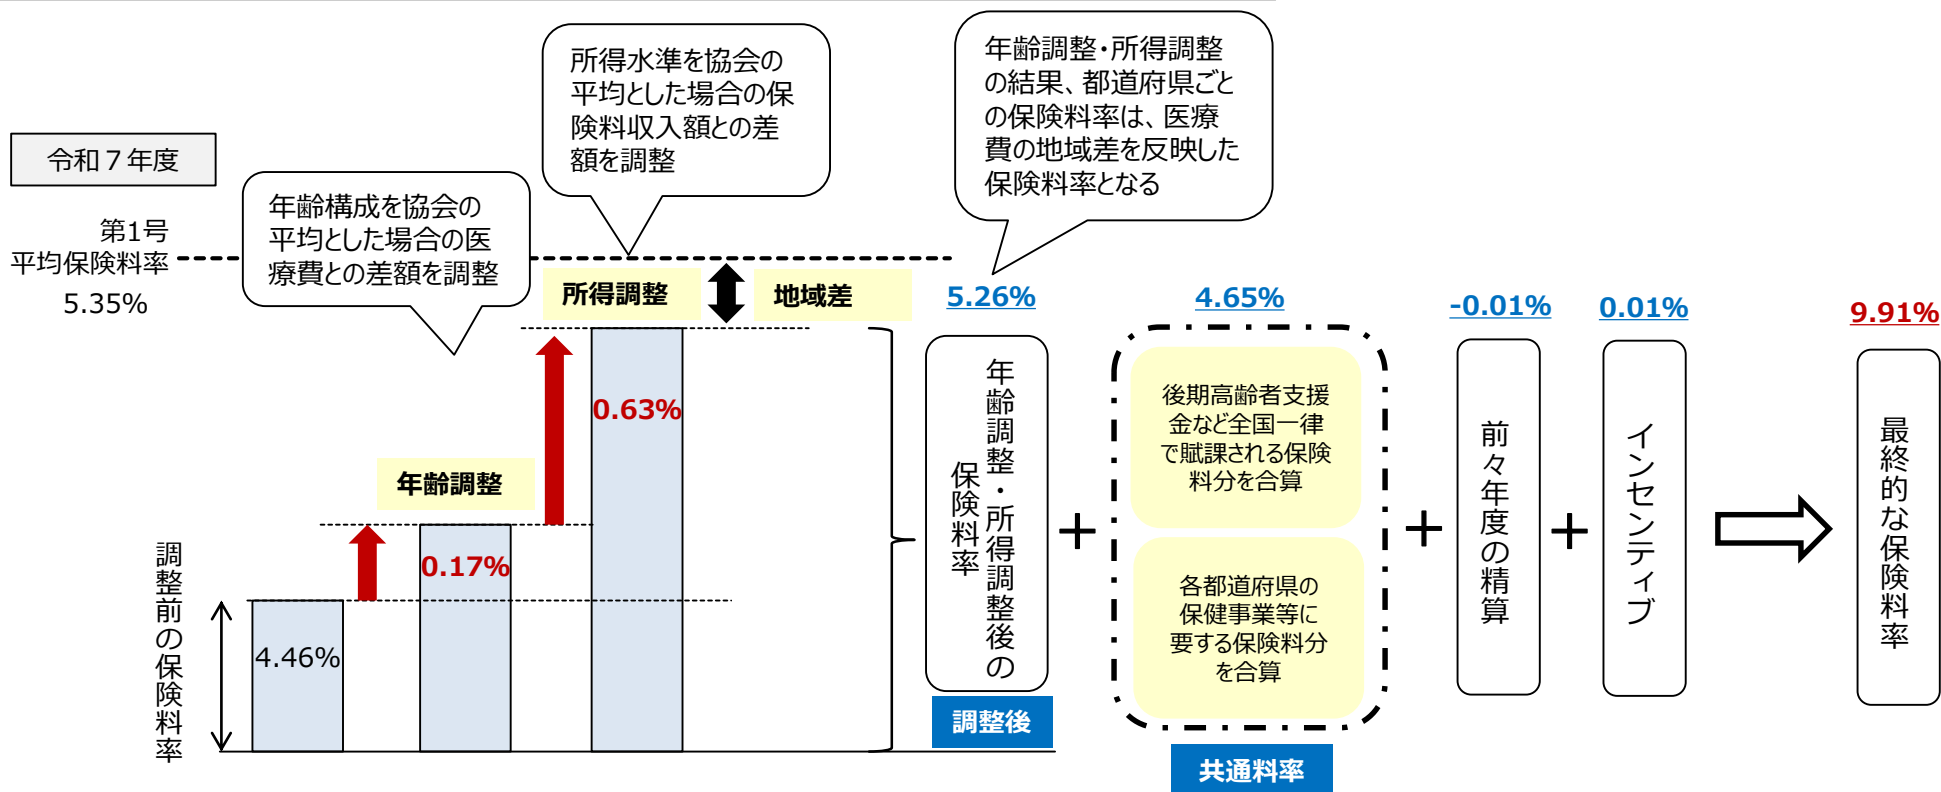 令和７年度
第1号
平均保険料率
5.35%
年齢構成を協会の
平均とした場合の医
療費との差額を調整
所得水準を協会の
平均とした場合の保
険料収入額との差
額を調整
年齢調整・所得調整
の結果、都道府県ごと
の保険料率は、医療
費の地域差を反映した
保険料率となる
所得調整
地域差
年齢調整
調整前の保険料率
4.46%
0.17%
0.63%
5.26%
年齢調整・所得調整後の
保険料率
調整後
+
4.65%
後期高齢者支援
金など全国一律
で賦課される保険
料分を合算
各都道府県の
保健事業等に
要する保険料分
を合算
共通料率
+
-0.01%
前々年度の精算
+
0.01%
インセンティブ
9.91%
最終的な保険料率